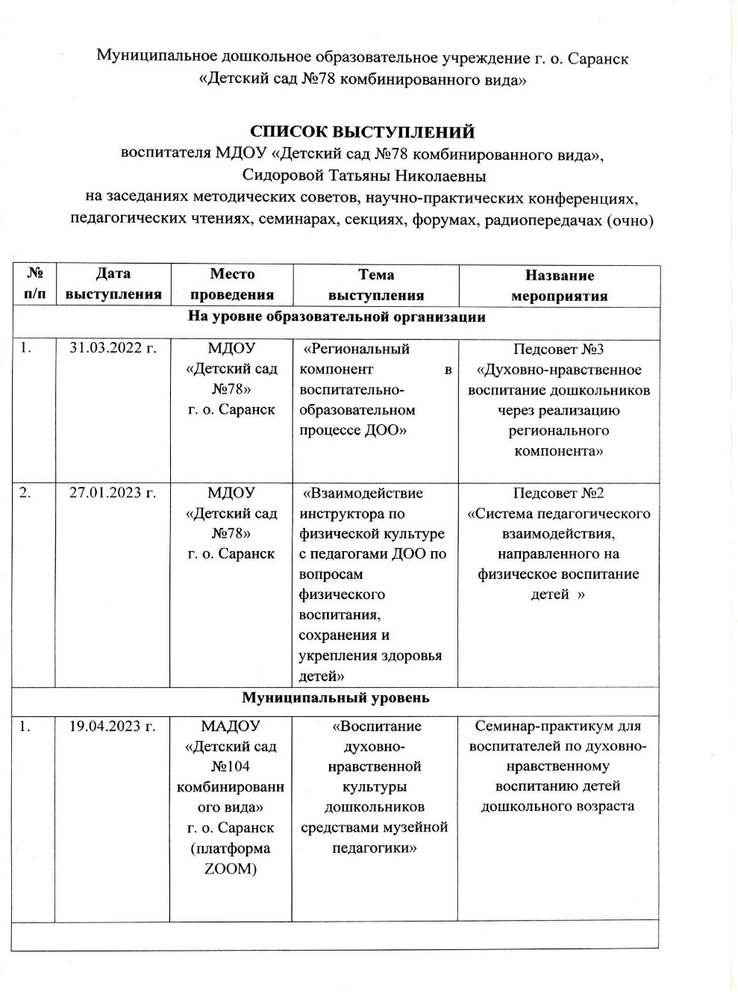 Муниципальное дошкольное образовательное учреждение г. о. Саранск
«Детский сад №78 комбинированного вида»
СПИСОК ВЫСТУПЛЕНИЙ
воспитателя МДОУ «Детский сад №78 комбинированного вида»,
Сидоровой Татьяны Николаевны
на заседаниях методических советов, научно-практических конференциях,
педагогических чтениях, семинарах, секциях, форумах, радиопередачах (очно)
№
п/п
Дата
выступления
Место
проведения
Тема
выступления
Название
мероприятия
На уровне образовательной организации
1.
31.03.2022 г.
МДОУ
«Детский сад
№78»
г. о. Саранск
«Региональный
компонент в
воспитательно-
образовательном
процессе ДОО»
Педсовет №3
«Духовно-нравственное
воспитание дошкольников
через реализацию
регионального
компонента»
2.
27.01.2023 г.
МДОУ
«Детский сад
№78»
г. о. Саранск
«Взаимодействие
инструктора по
физической культуре
с педагогами ДОО по
вопросам
физического
воспитания,
сохранения и
укрепления здоровья
детей»
Педсовет №2
«Система педагогического
взаимодействия,
направленного на
физическое воспитание
детей »
Муниципальный уровень
1.
19.04.2023 г.
МАДОУ
«Детский сад
№104
комбинированн
ого вида»
г. о. Саранск
(платформа
ZOOM)
«Воспитание
духовно-
нравственной
культуры
дошкольников
средствами музейной
педагогики»
Семинар-практикум для
воспитателей по духовно-
нравственному
воспитанию детей
дошкольного возраста